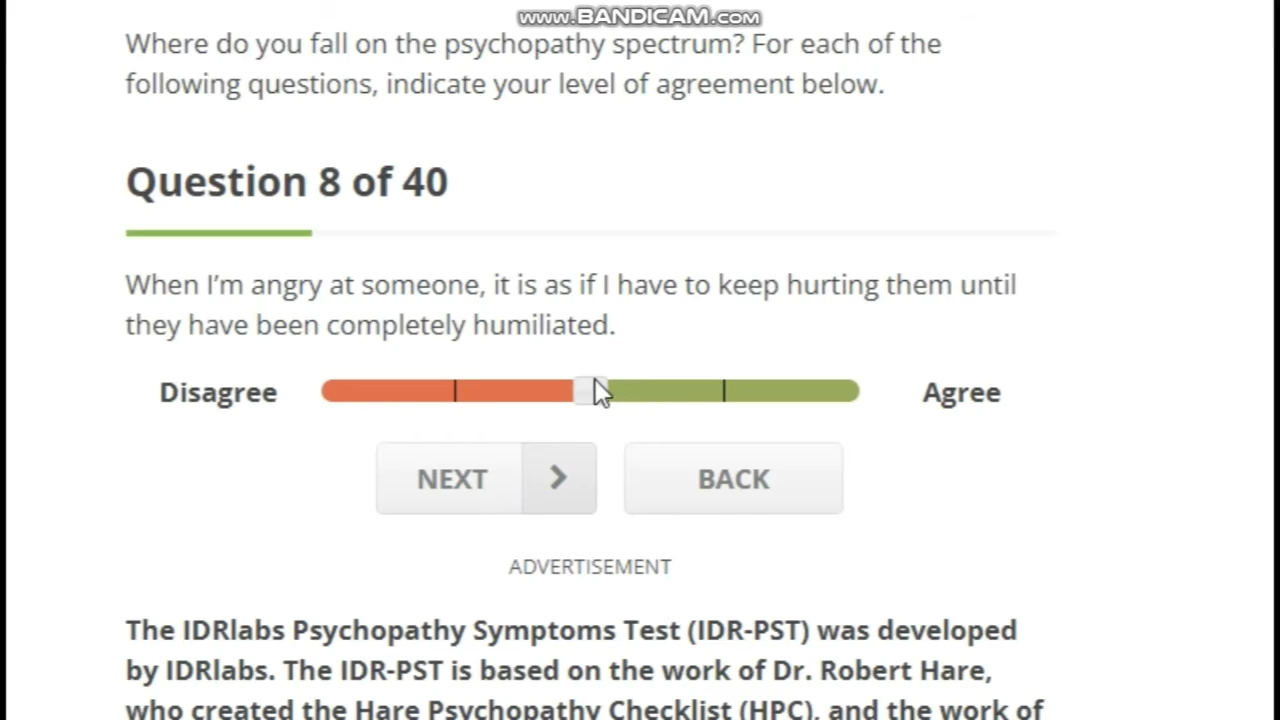 www.BANDICAM.com
Where do you fall on the psychopathy spectrum? For each of the
following questions, indicate your level of agreement below.
Question 8 of 40
When I’m angry at someone, it is as if I have to keep hurting them until
they have been completely humiliated.
Disagree
Agree
NEXT
BACK
ADVERTISEMENT
The IDRlabs Psychopathy Symptoms Test (IDR-PST) was developed
by IDRlabs. The IDR-PST is based on the work of Dr. Robert Hare,
who created the Hare Psychopathy Checklist (HPC), and the work of